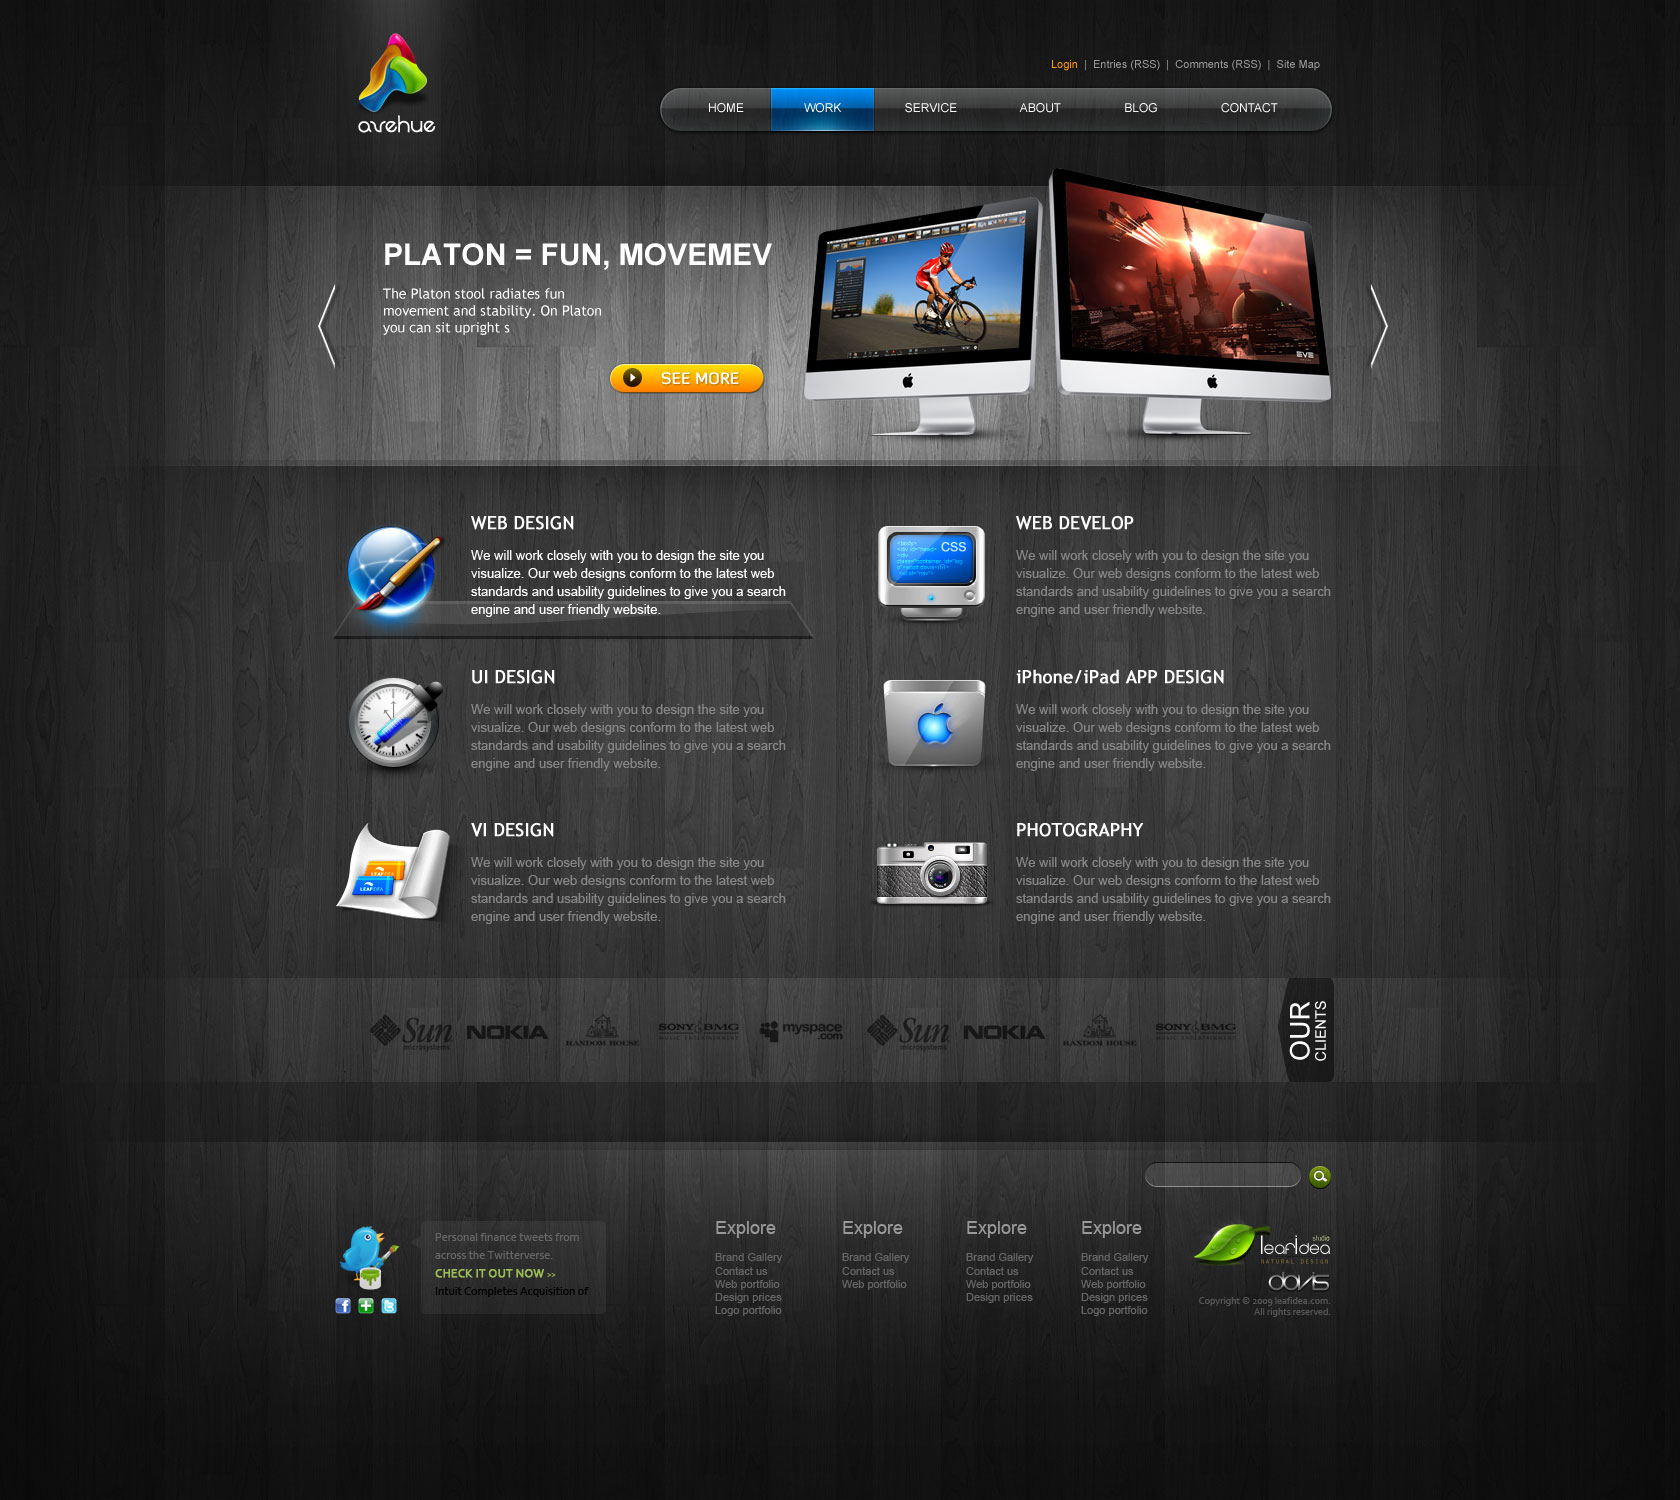 avehue
Login | Entries (RSS) | Comments (RSS) | Site Map
HOME WORK SERVICE ABOUT BLOG CONTACT
PLATON = FUN, MOVEMEV
The Platon stool radiates fun
movement and stability. On Platon
you can sit upright s
SEE MORE
EVE
WEB DESIGN
We will work closely with you to design the site you
visualize. Our web designs conform to the latest web
standards and usability guidelines to give you a search
engine and user friendly website.
CSS
WEB DEVELOP
We will work closely with you to design the site you
visualize. Our web designs conform to the latest web
standards and usability guidelines to give you a search
engine and user friendly website.
UI DESIGN
We will work closely with you to design the site you
visualize. Our web designs conform to the latest web
standards and usability guidelines to give you a search
engine and user friendly website.
iPhone/iPad APP DESIGN
We will work closely with you to design the site you
visualize. Our web designs conform to the latest web
standards and usability guidelines to give you a search
engine and user friendly website.
LEAFIDEA
LEAFIDEA
VI DESIGN
We will work closely with you to design the site you
visualize. Our web designs conform to the latest web
standards and usability guidelines to give you a search
engine and user friendly website.
PHOTOGRAPHY
We will work closely with you to design the site you
visualize. Our web designs conform to the latest web
standards and usability guidelines to give you a search
engine and user friendly website.
Sun microsystems
NOKIA
RANDOM HOUSE
SONY BMG
MUSIC ENTERTAINMENT
myspace.com
Sun microsystems
NOKIA
RANDOM HOUSE
SONY BMG
MUSIC ENTERTAINMENT
OUR
CLIENTS
Personal finance tweets from
across the Twitterverse.
CHECK IT OUT NOW >>
Intuit Completes Acquisition of
Explore
Brand Gallery
Contact us
Web portfolio
Design prices
Logo portfolio
Explore
Brand Gallery
Contact us
Web portfolio
Explore
Brand Gallery
Contact us
Web portfolio
Design prices
Explore
Brand Gallery
Contact us
Web portfolio
Design prices
Logo portfolio
studio
leafidea
NATURAL DESIGN
davis
Copyright © 2009 leafidea.com.
All rights reserved.